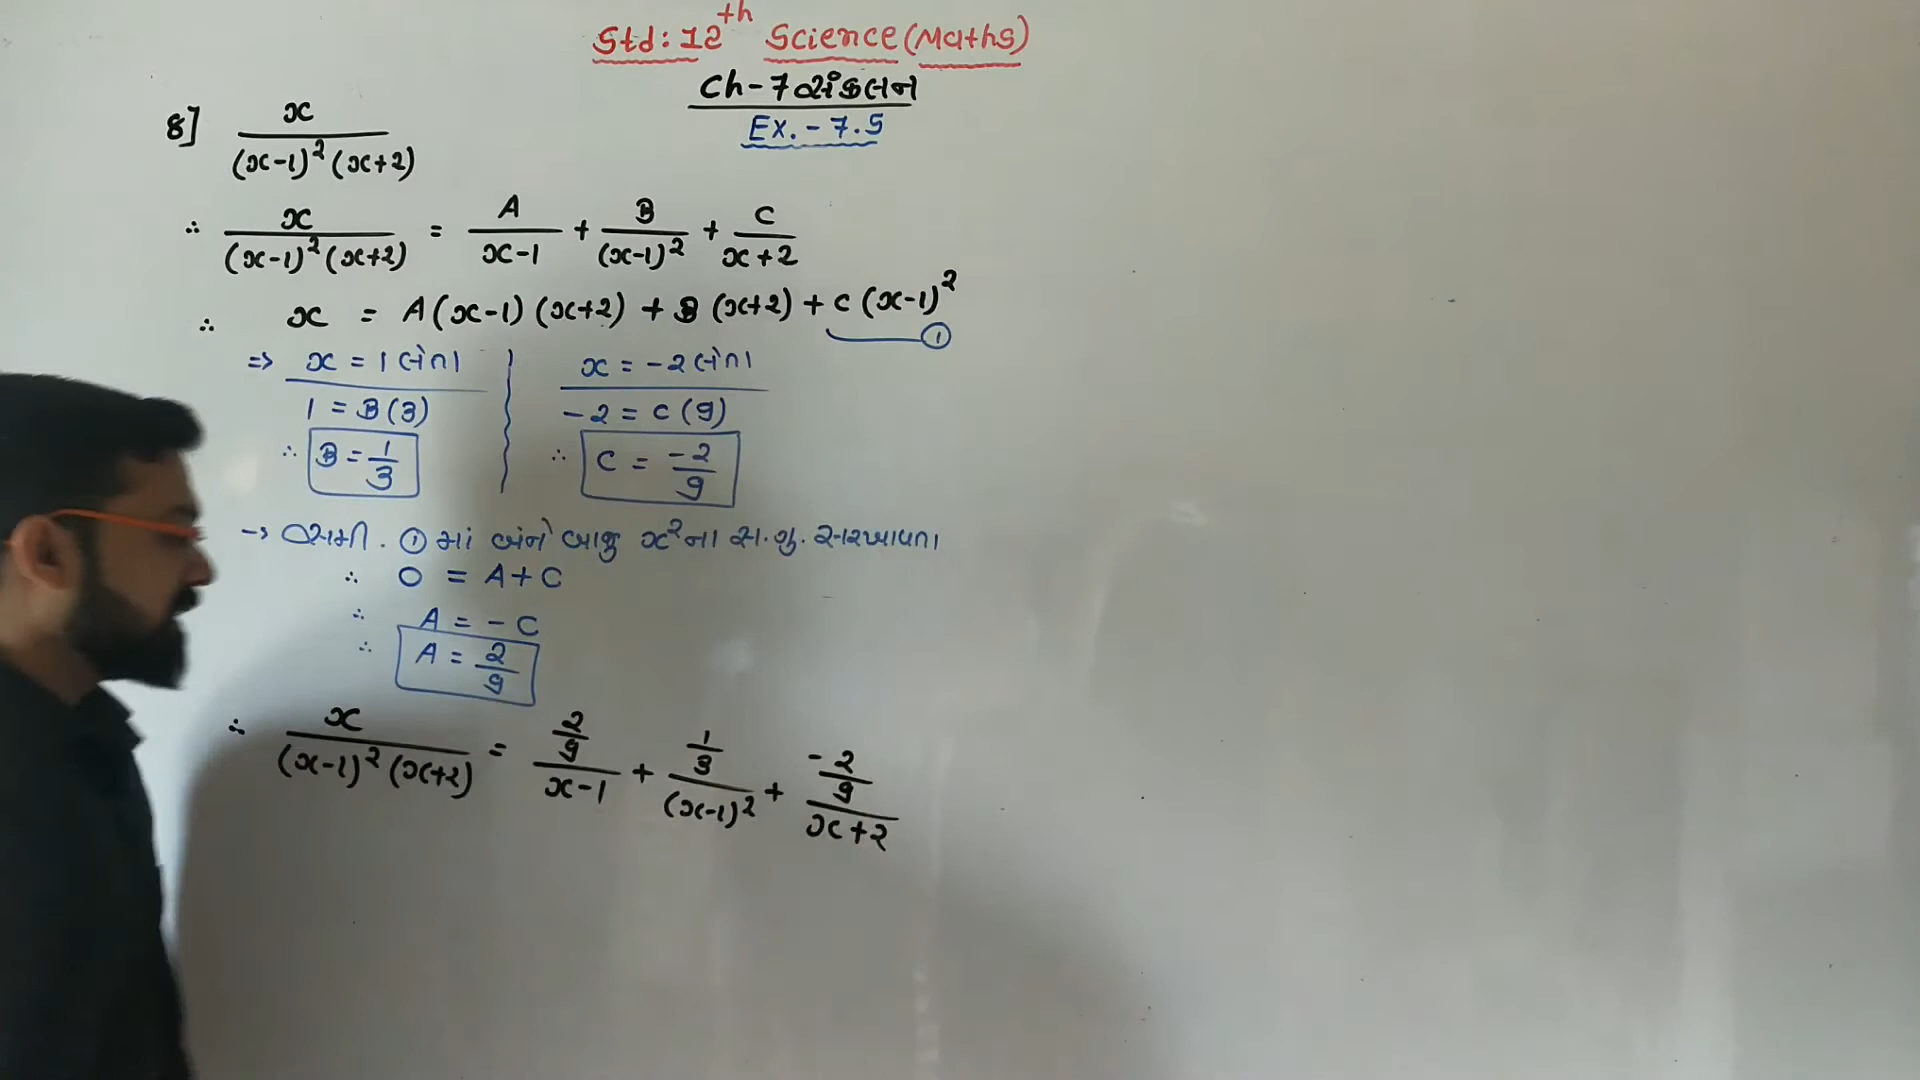 Std: 12th Science (Maths)
Ch-7 સંકલન
Ex. - 7.5
8] x / (x-1)² (x+2)
∴ x / (x-1)² (x+2) = A / x-1 + B / (x-1)² + C / x+2
∴ x = A(x-1) (x+2) + B (x+2) + C (x-1)² ①
=> x = 1 લેતા
1 = B(3)
∴ B = 1/3
x = -2 લેતા
-2 = C (9)
∴ C = -2/9
→ સમી. ① માં બંને બાજુ x² ના સ.ગુ. સરખાવતા
∴ 0 = A + C
∴ A = - C
∴ A = 2/9
∴ x / (x-1)² (x+2) = 2/9 / x-1 + 1/3 / (x-1)² + -2/9 / x+2